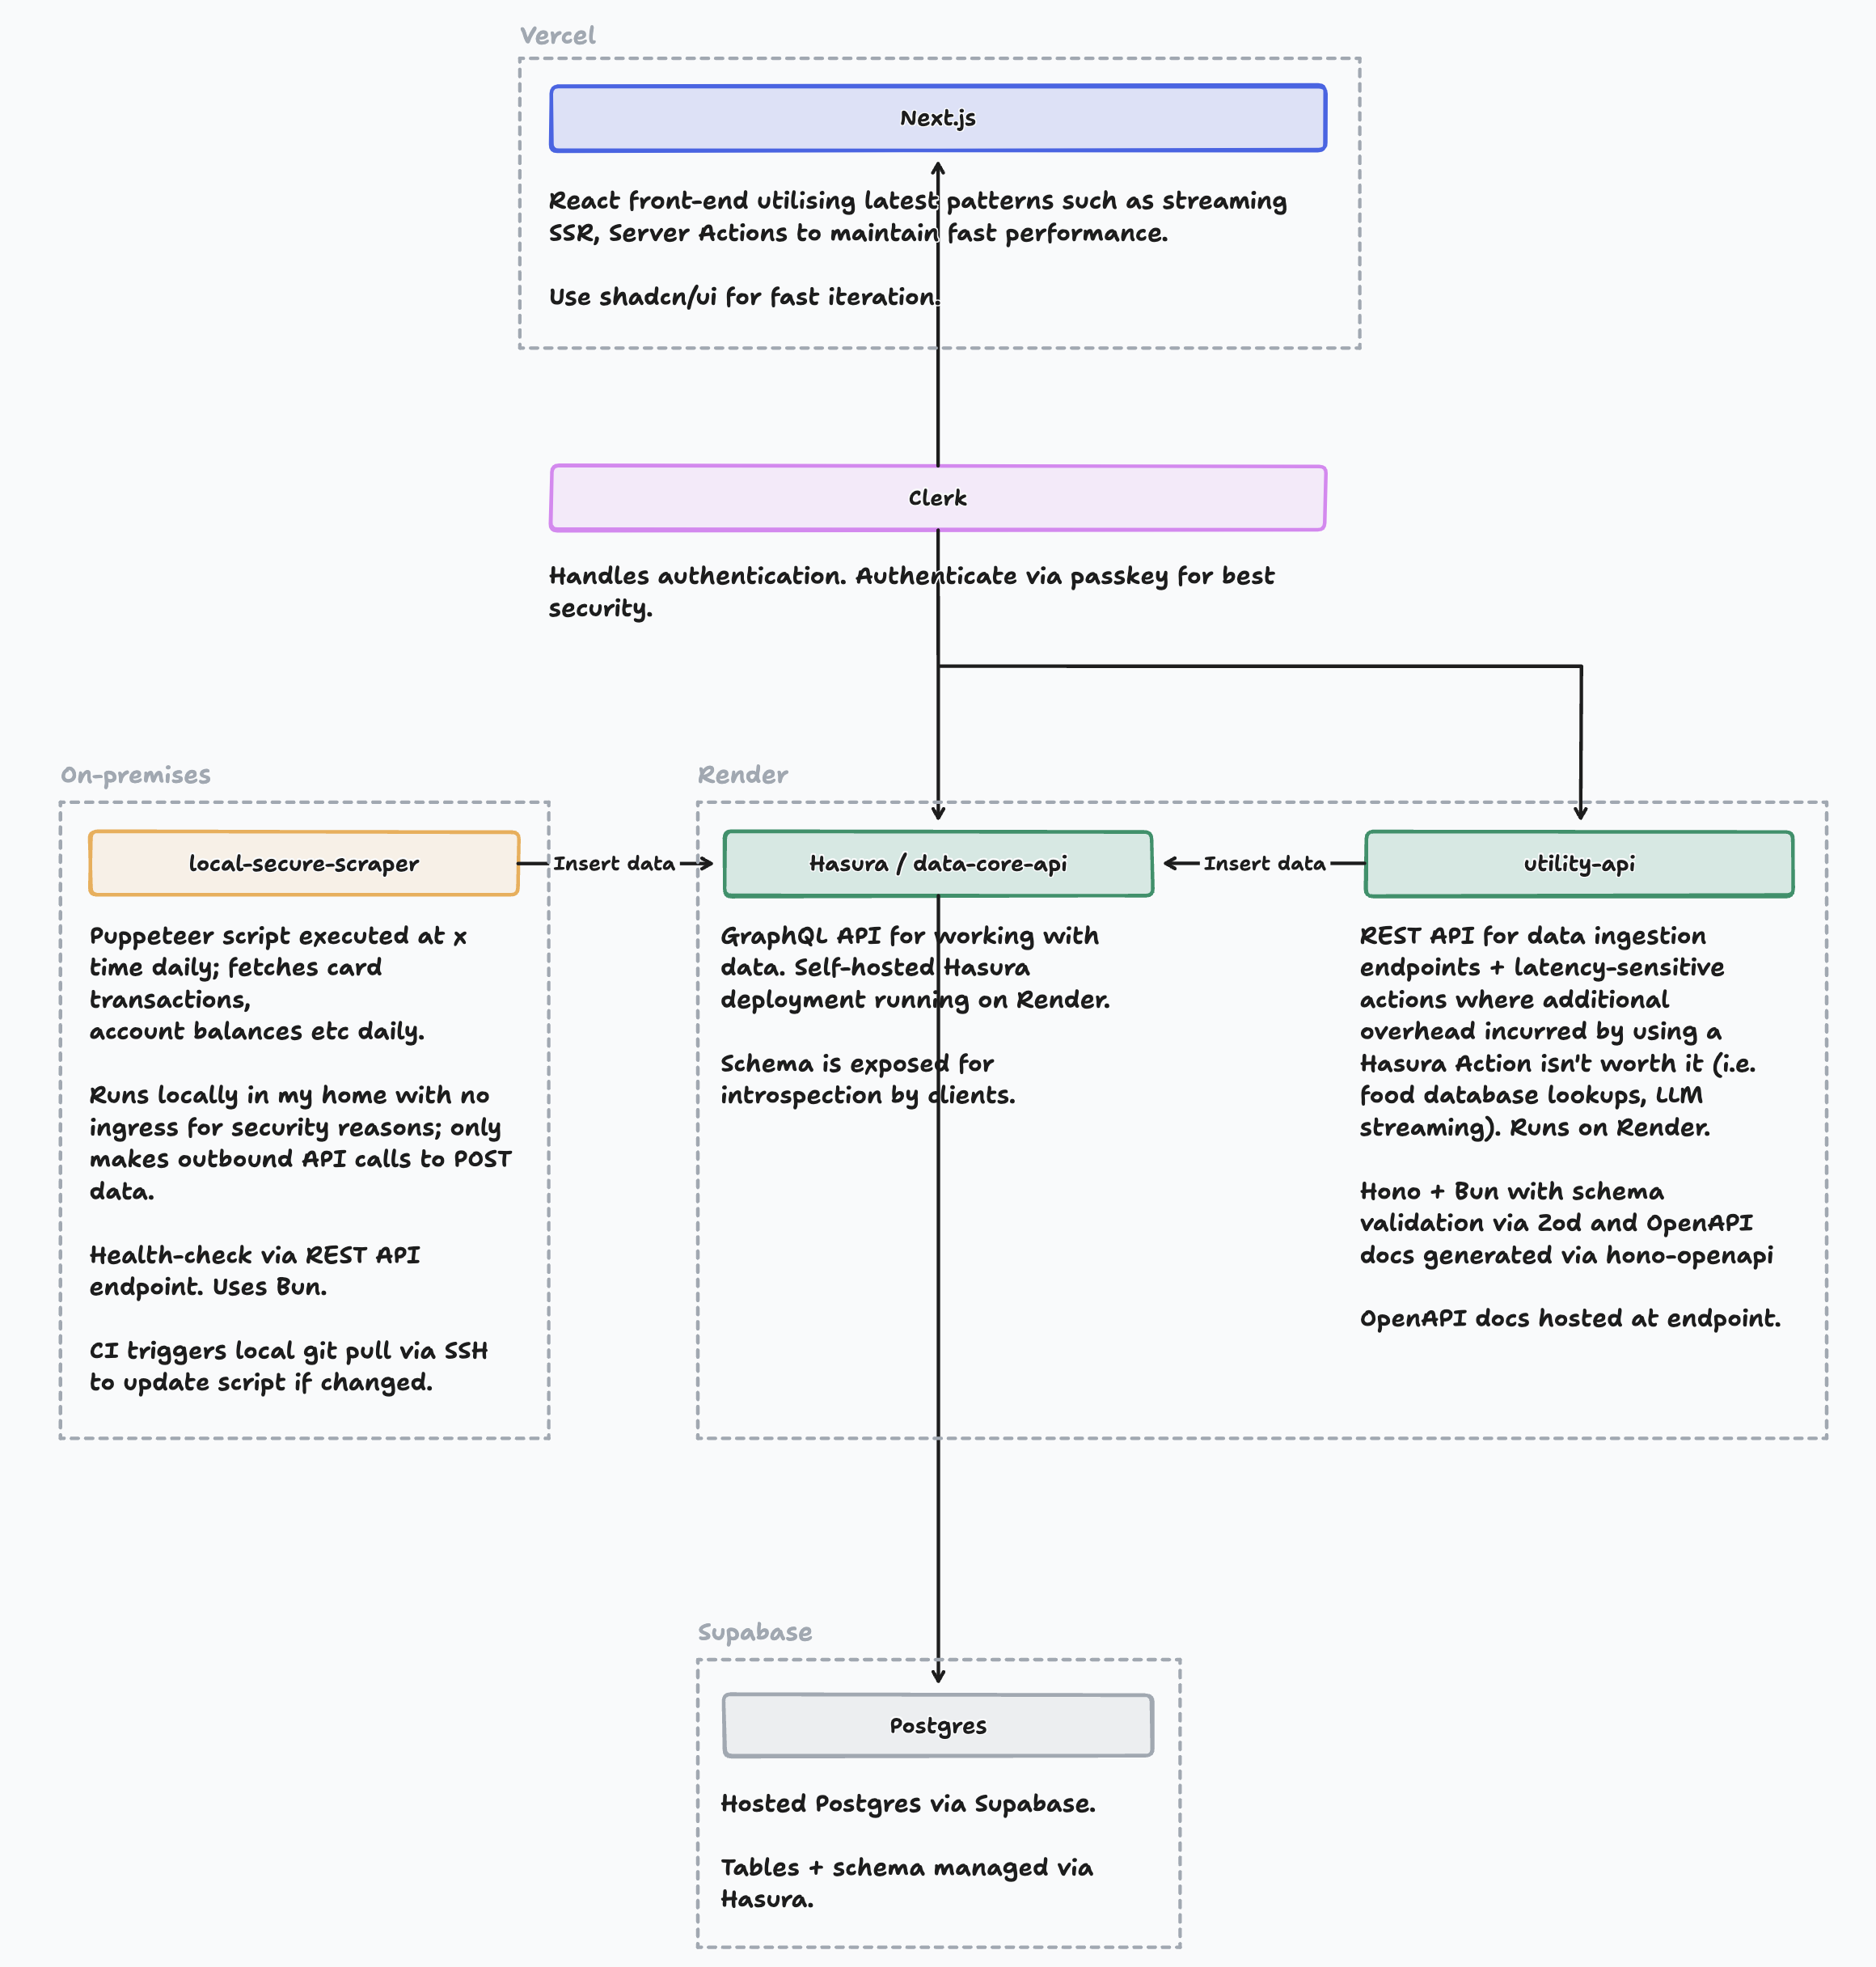 Vercel
Next.js
React front-end utilising latest patterns such as streaming
SSR, Server Actions to maintain fast performance.
Use shadcn/ui for fast iteration.
Clerk
Handles authentication. Authenticate via passkey for best
security.
On-premises
local-secure-scraper
Insert data
Puppeteer script executed at x
time daily; fetches card
transactions,
account balances etc daily.
Runs locally in my home with no
ingress for security reasons; only
makes outbound API calls to POST
data.
Health-check via REST API
endpoint. Uses Bun.
CI triggers local git pull via SSH
to update script if changed.
Render
Hasura / data-core-api
Insert data
utility-api
GraphQL API for working with
data. Self-hosted Hasura
deployment running on Render.
Schema is exposed for
introspection by clients.
REST API for data ingestion
endpoints + latency-sensitive
actions where additional
overhead incurred by using a
Hasura Action isn't worth it (i.e.
food database lookups, LLM
streaming). Runs on Render.
Hono + Bun with schema
validation via Zod and OpenAPI
docs generated via hono-openapi
OpenAPI docs hosted at endpoint.
Supabase
Postgres
Hosted Postgres via Supabase.
Tables + schema managed via
Hasura.